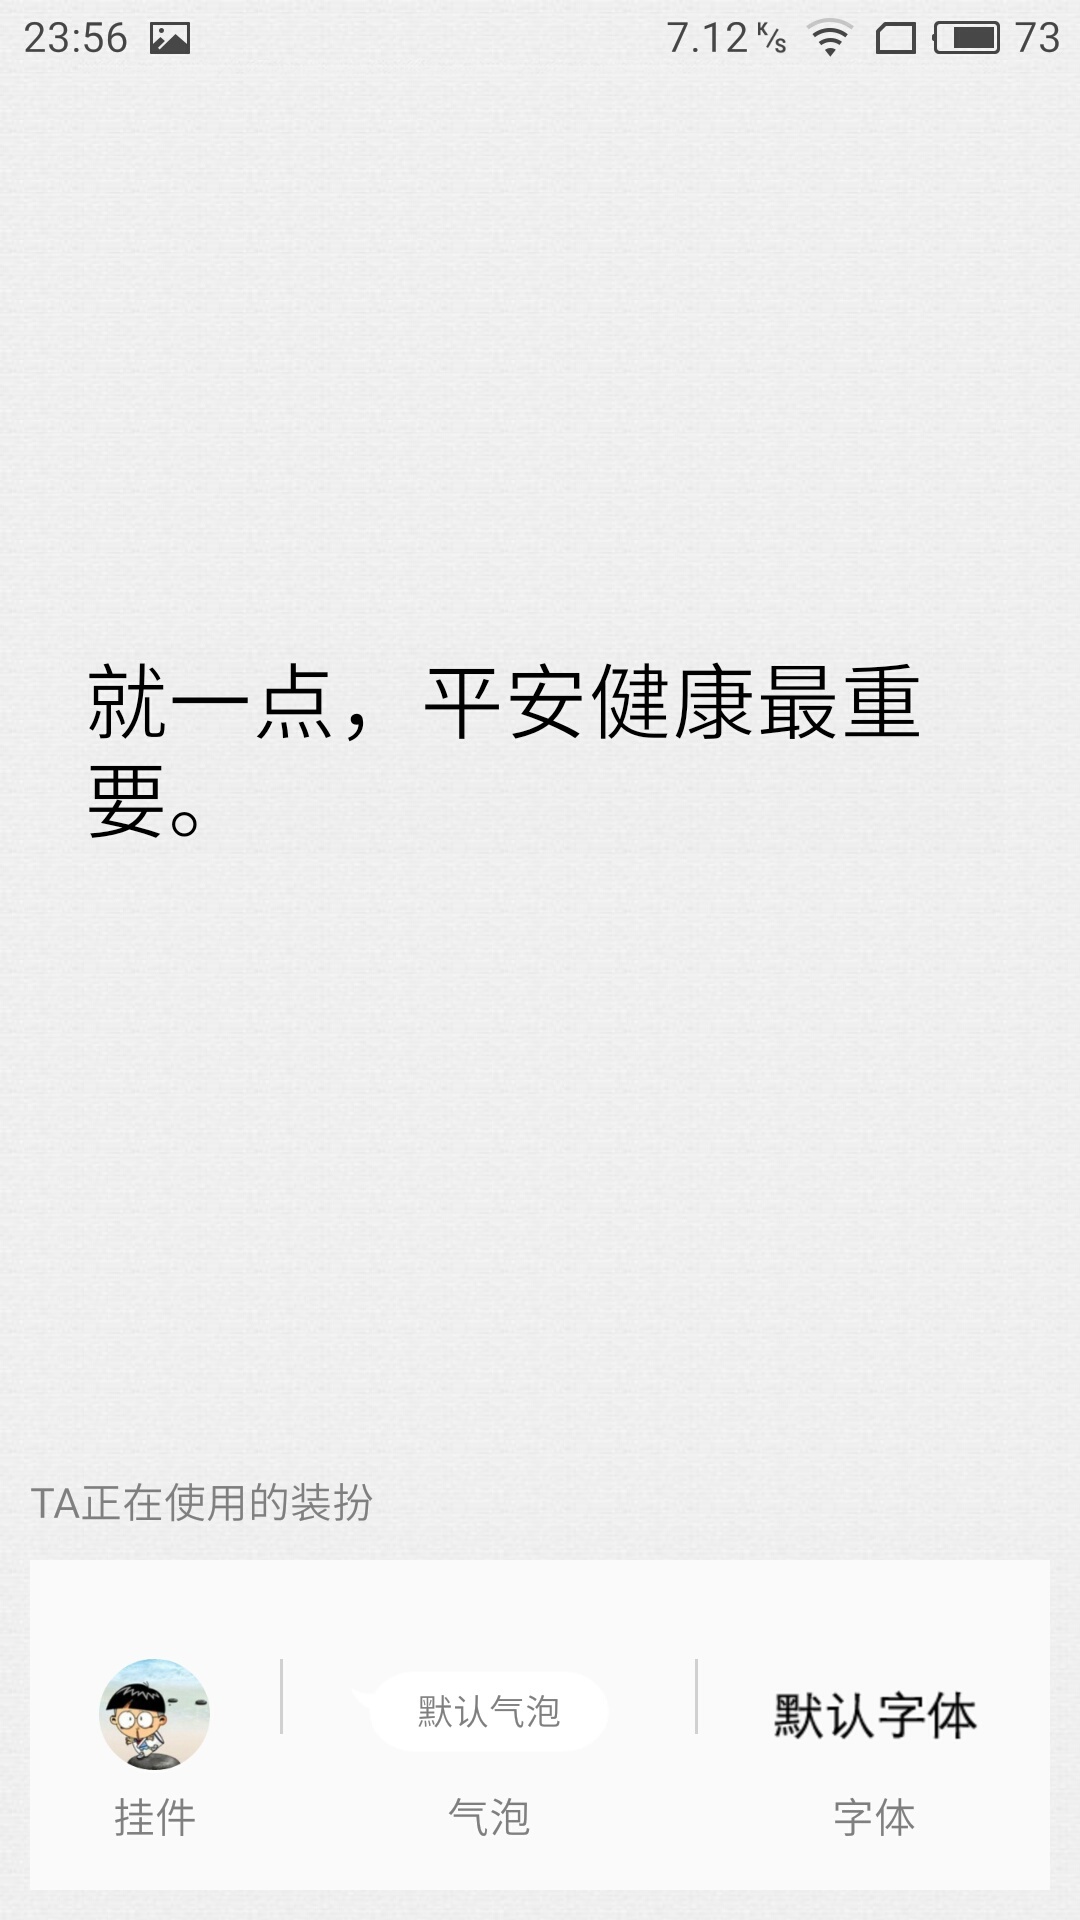 23:56 7.12 K/s 73
就一点，平安健康最重
要。
TA正在使用的装扮
默认气泡 默认字体
挂件 气泡 字体